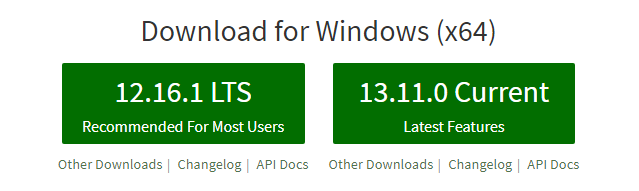 Download for Windows (x64)
12.16.1 LTS
Recommended For Most Users
13.11.0 Current
Latest Features
Other Downloads | Changelog | API Docs
Other Downloads | Changelog | API Docs